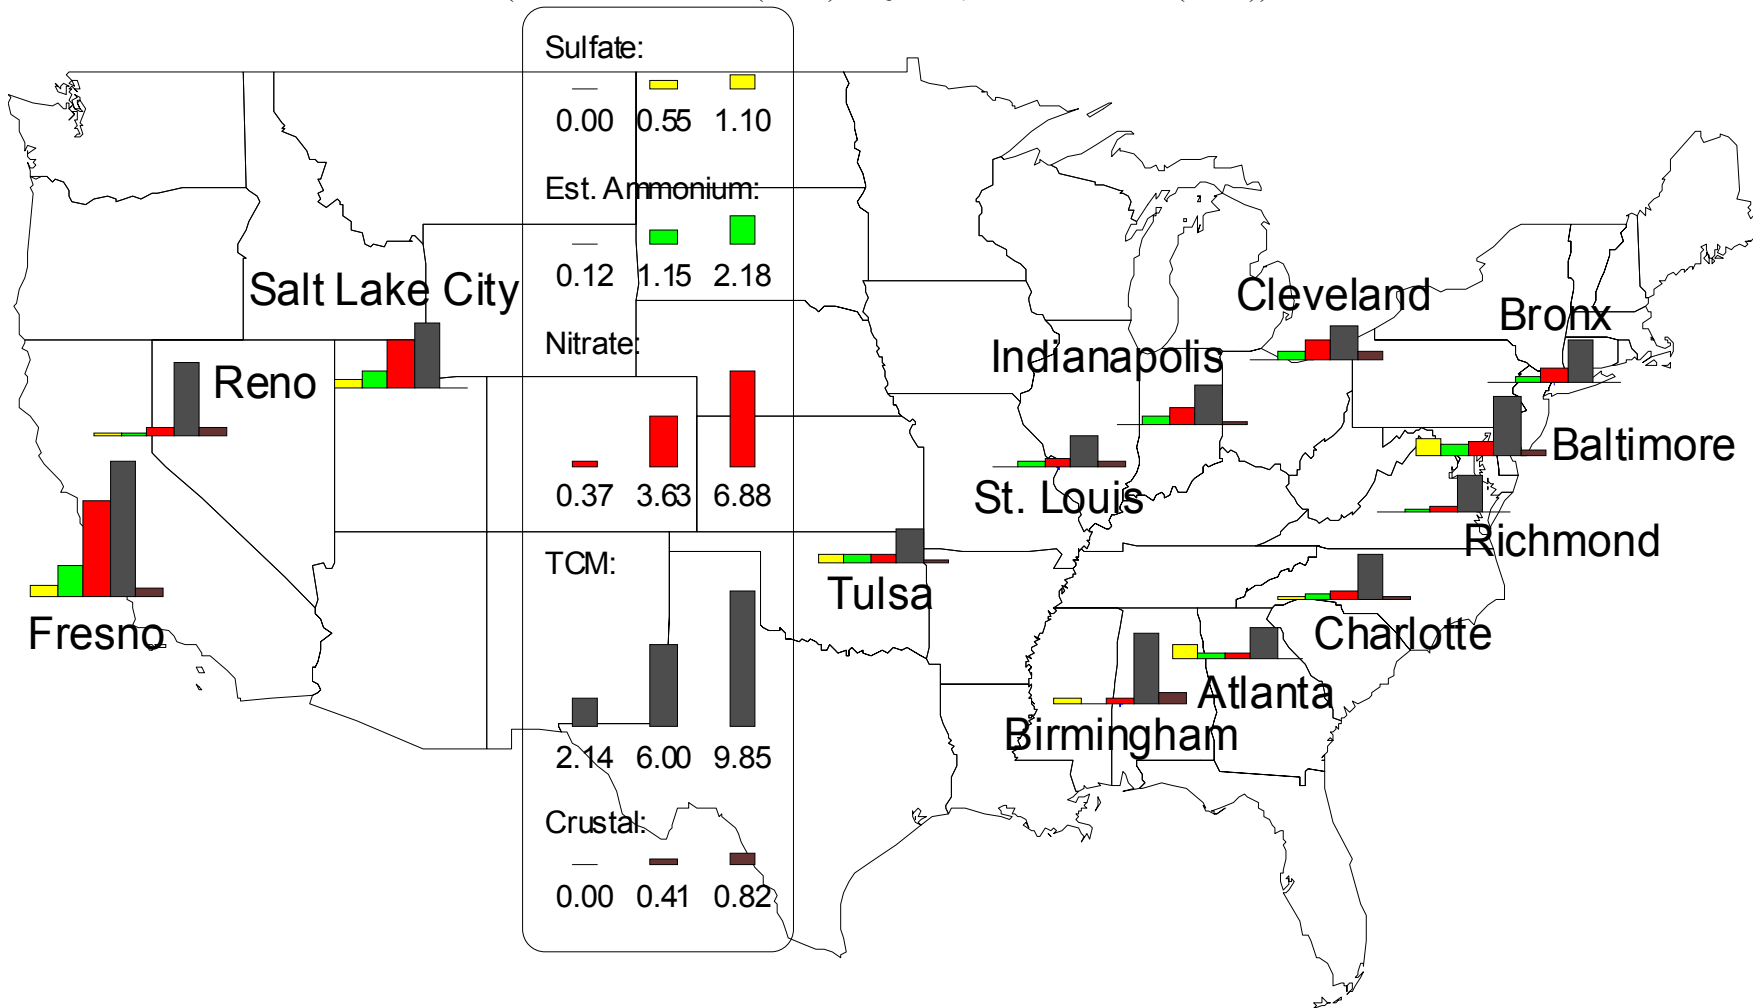 Sulfate:
0.00 0.55 1.10
Est. Ammonium:
0.12 1.15 2.18
Nitrate:
0.37 3.63 6.88
TCM:
2.14 6.00 9.85
Crustal:
0.00 0.41 0.82
Salt Lake City
Reno
Fresno
Tulsa
St. Louis
Indianapolis
Cleveland
Bronx
Baltimore
Richmond
Charlotte
Atlanta
Birmingham